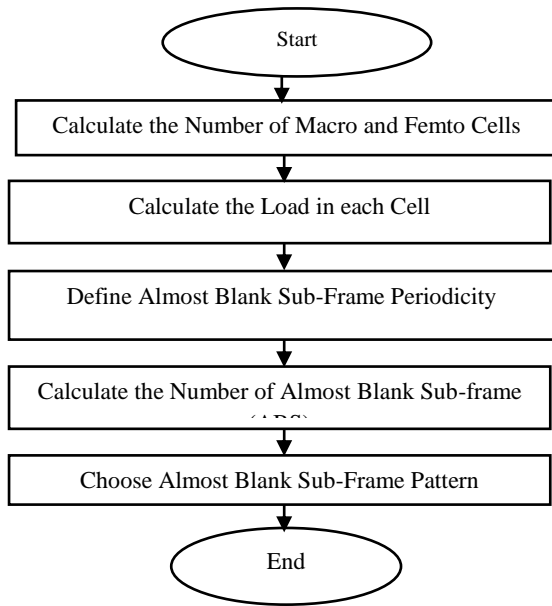 Start
Calculate the Number of Macro and Femto Cells
Calculate the Load in each Cell
Define Almost Blank Sub-Frame Periodicity
Calculate the Number of Almost Blank Sub-frame
Choose Almost Blank Sub-Frame Pattern
End